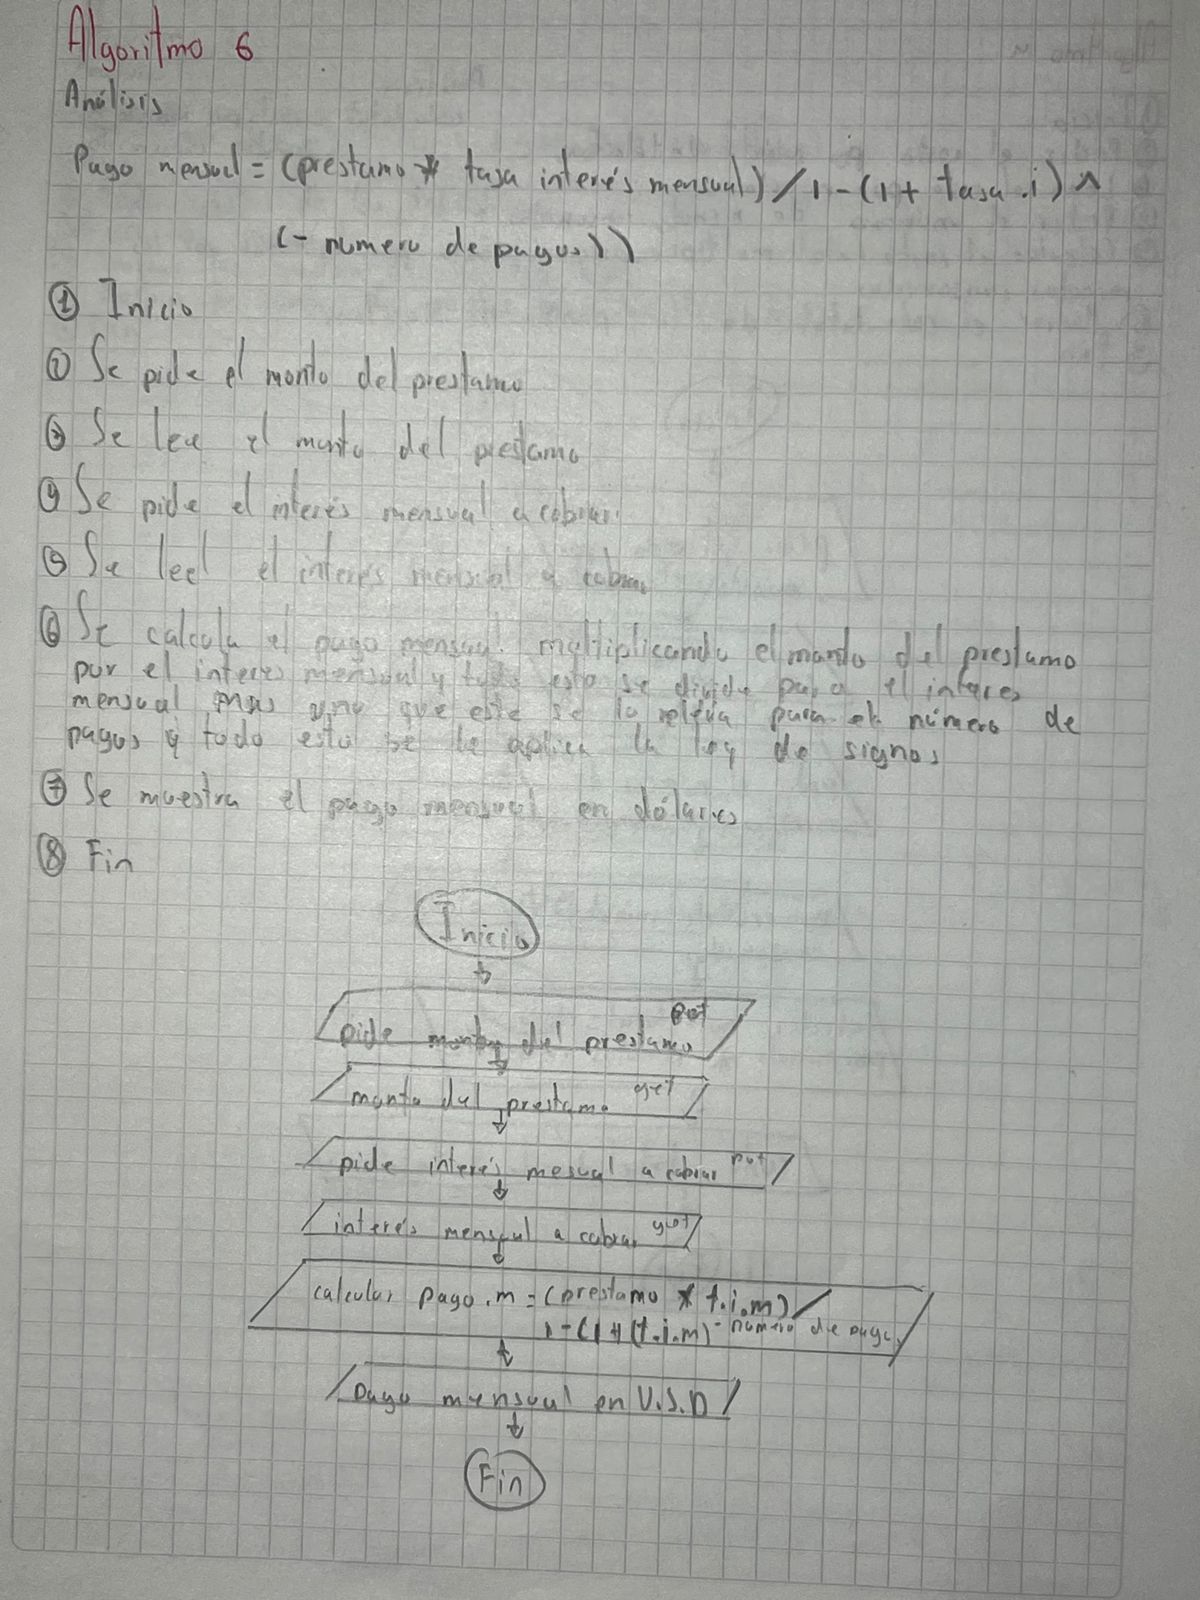 Algoritmo 6
Análisis
Pago mensual = (prestamo * tasa interés mensual) / 1 - (1 + tasa .i) ^
(- numero de pagos))
① Inicio
② Se pide el monto del prestamo
③ Se lee el monto del prestamo
④ Se pide el interés mensual a cobrar.
⑤ Se leel el interés mensual a cobrar
⑥ Se calcula el pago mensual. multiplicando el monto del prestamo
por el interes mensual y todo esto se divide para el interes
mensual mas uno que este se lo releva para el número de
pagos y todo esto se le aplica la ley de signos
⑦ Se muestra el pago mensual en dólares
⑧ Fin
Inicio
put
pide monto del prestamo
monto del prestamo get
pide interés mesual a cobrar put
interés mensual a cobrar get
calcular pago.m = (prestamo * t.i.m) /
1-(1+(t.i.m)^- número de pagos
pago mensual en U.S.D
Fin